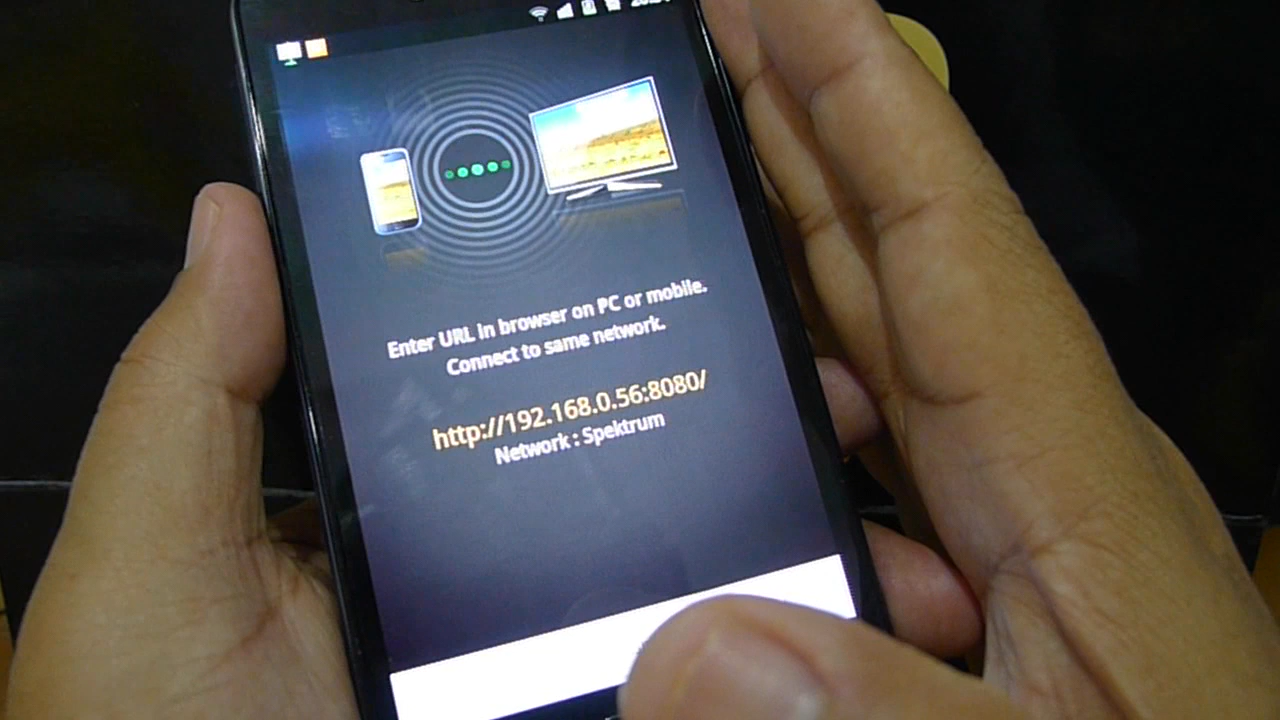 Enter URL in browser on PC or mobile.
Connect to same network.
http://192.168.0.56:8080/
Network : Spektrum